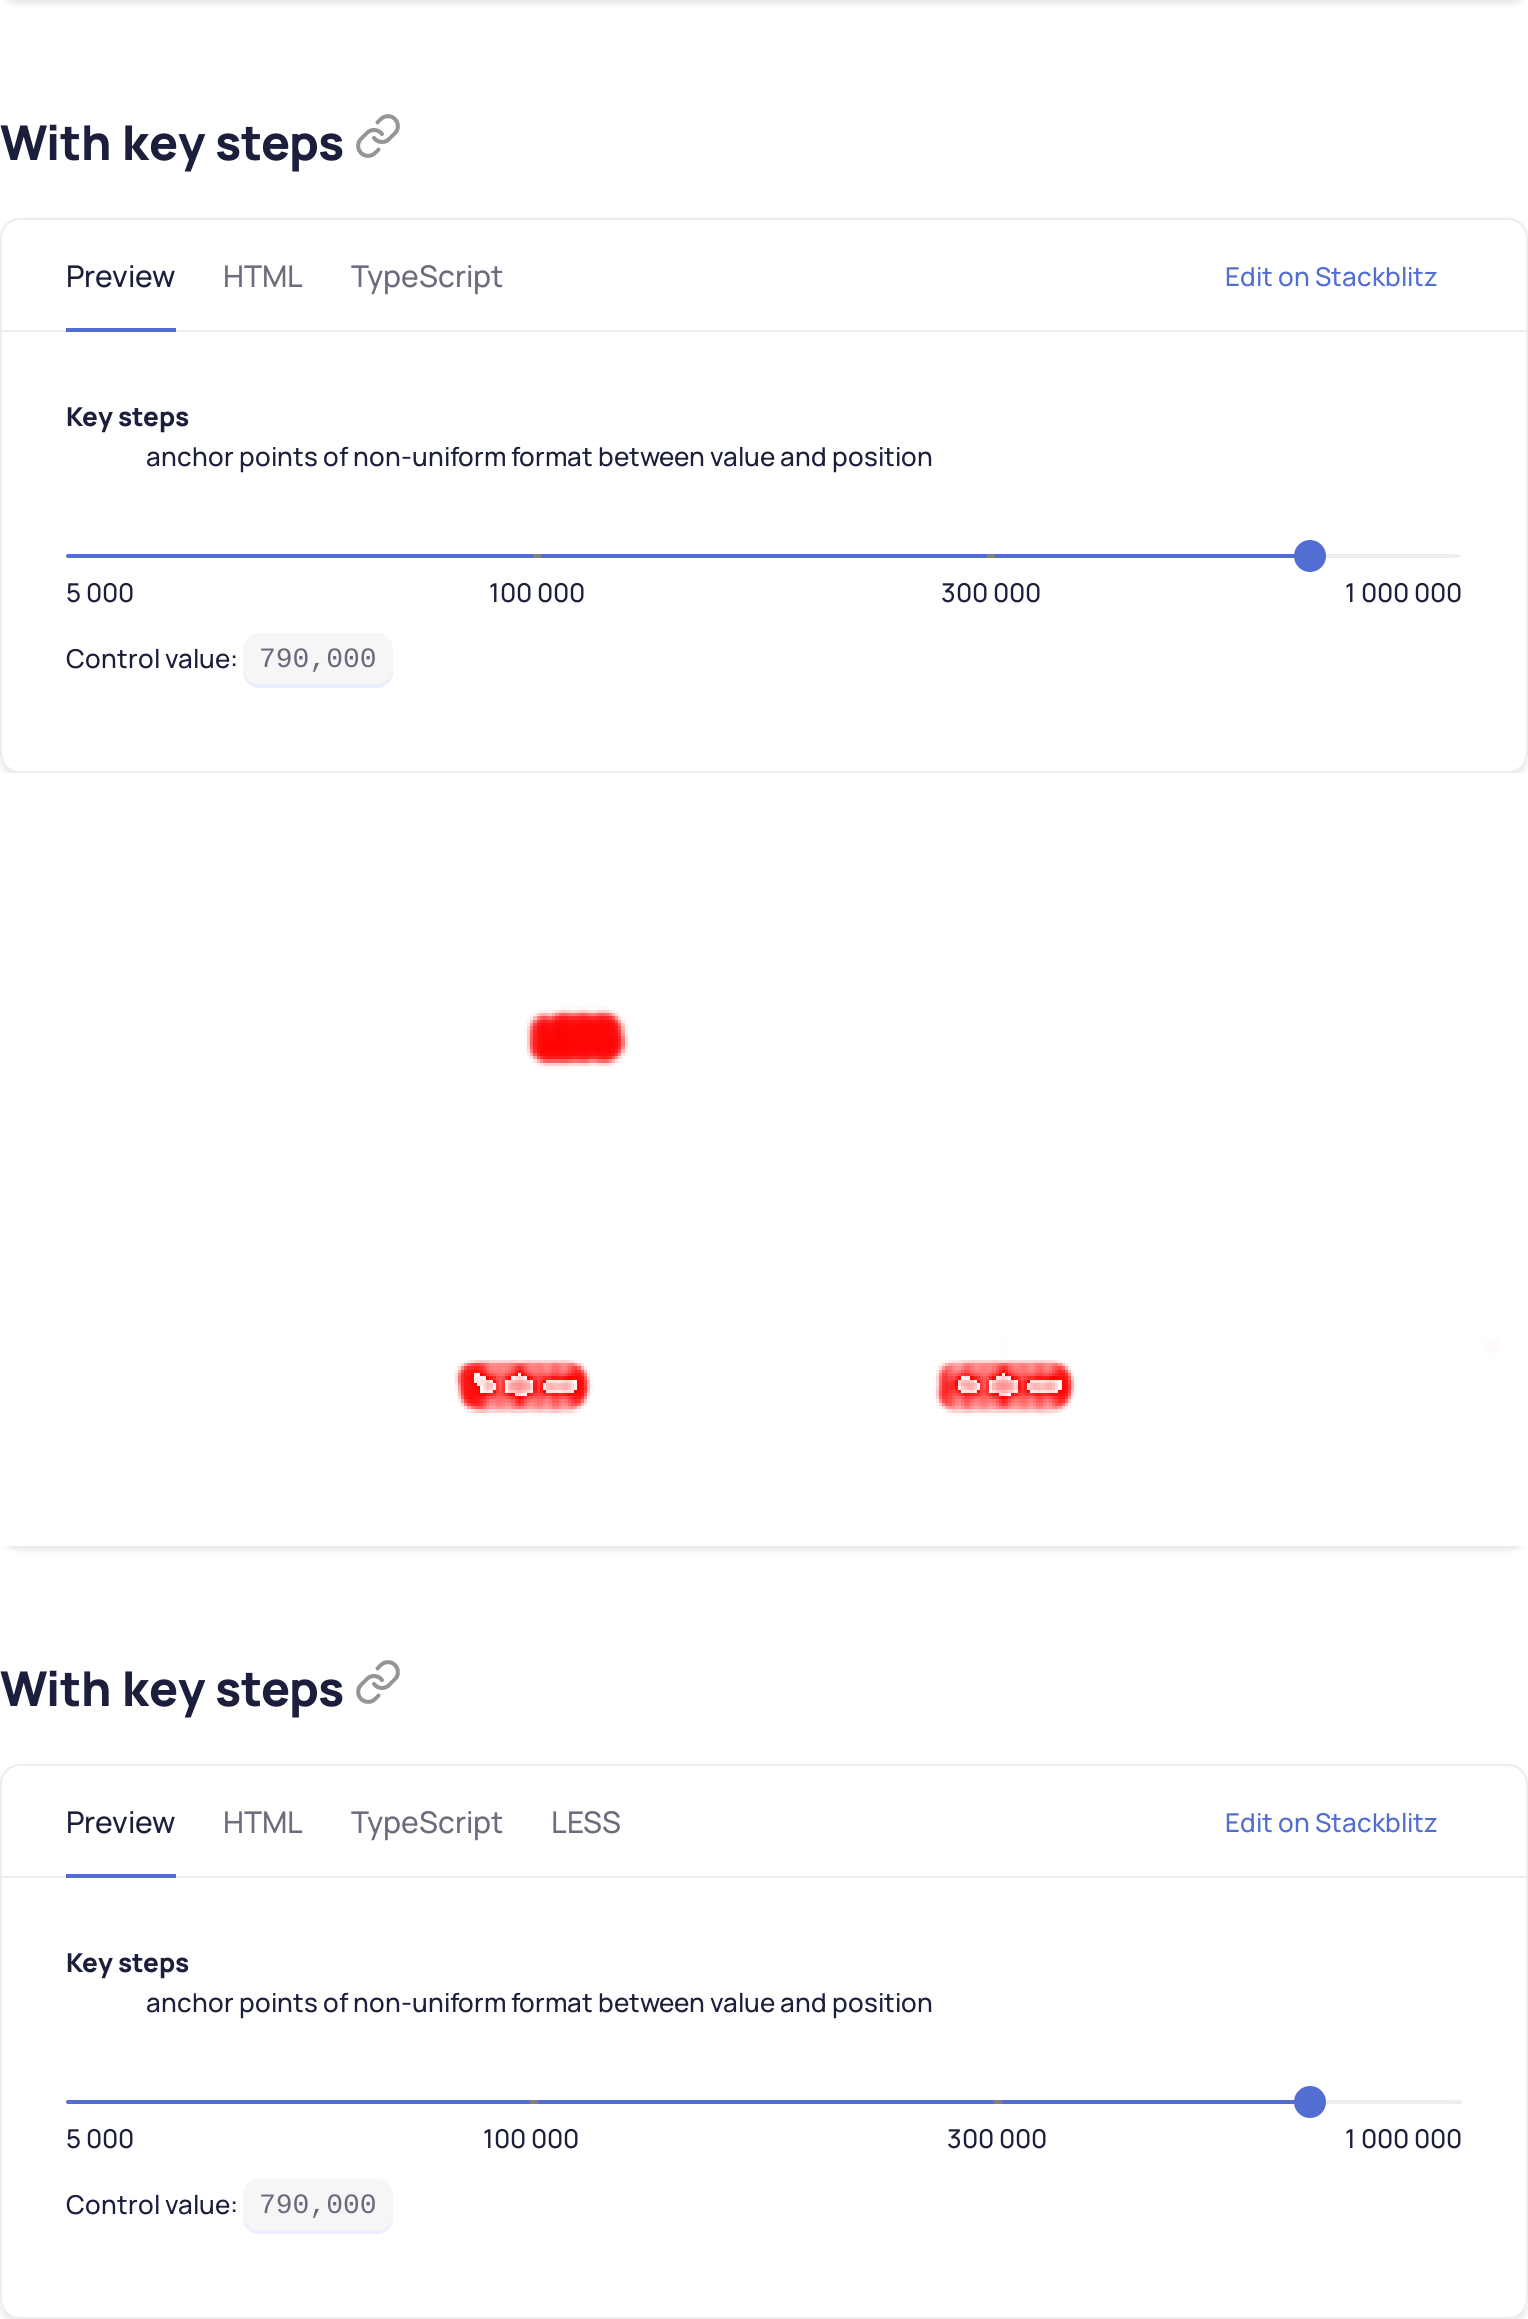 With key steps
Preview HTML TypeScript Edit on Stackblitz
Key steps
anchor points of non-uniform format between value and position
5 000 100 000 300 000 1 000 000
Control value: 790,000
With key steps
Preview HTML TypeScript LESS Edit on Stackblitz
Key steps
anchor points of non-uniform format between value and position
5 000 100 000 300 000 1 000 000
Control value: 790,000